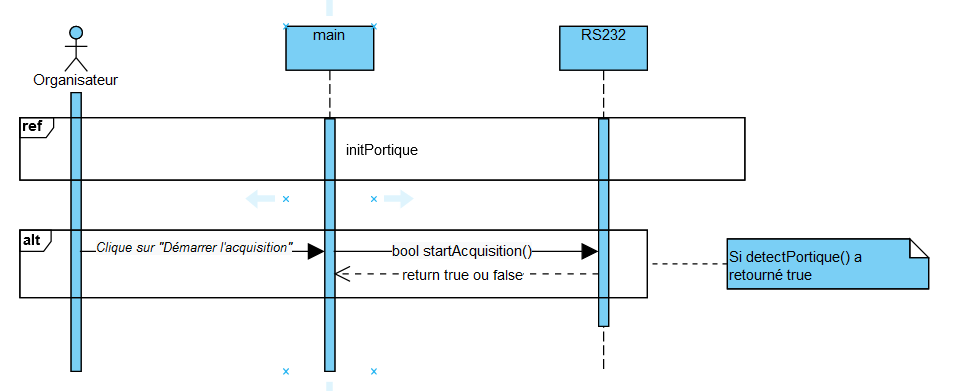 main
RS232
Organisateur
ref
initPortique
alt
Clique sur "Démarrer l'acquisition"
bool startAcquisition()
return true ou false
Si detectPortique() a
retourné true